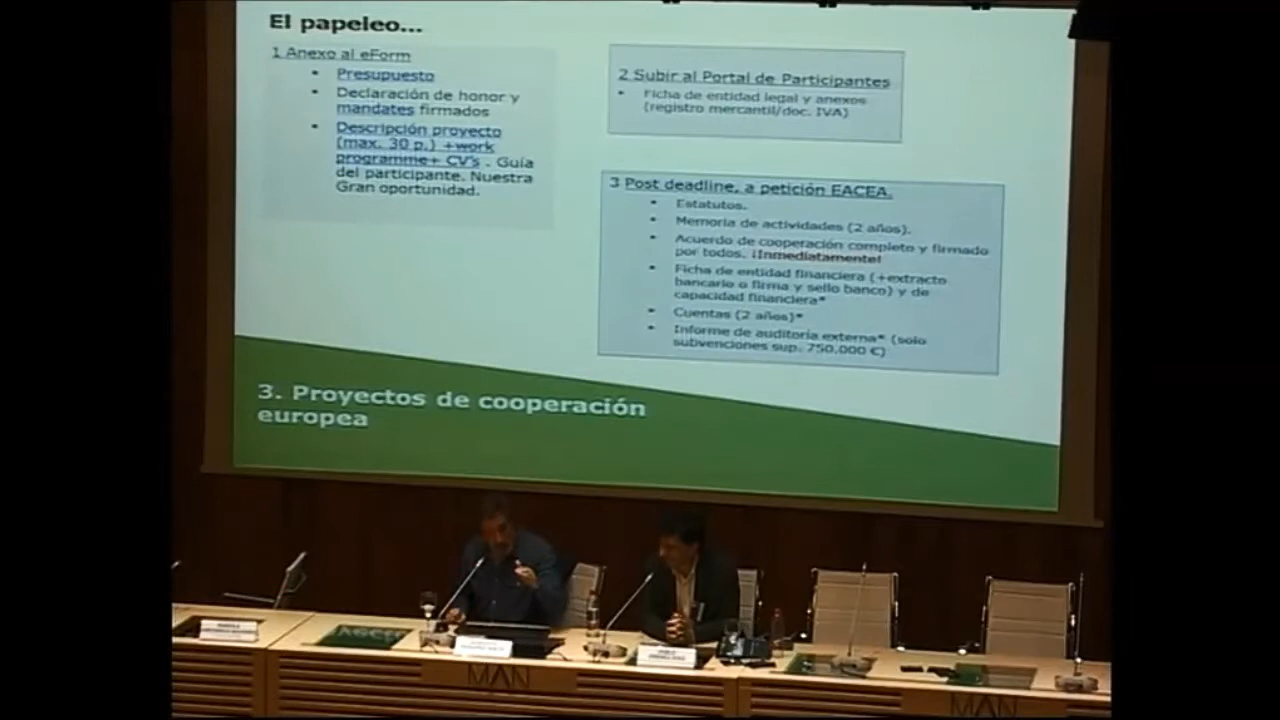 El papeleo...
1 Anexo al eForm
• Presupuesto
• Declaración de honor y
mandates firmados
• Descripción proyecto
(max. 30 p.) +work
programme+ CV's . Guía
del participante. Nuestra
Gran oportunidad.
2 Subir al Portal de Participantes
• Ficha de entidad legal y anexos
(registro mercantil/doc. IVA)
3 Post deadline, a petición EACEA.
• Estatutos.
• Memoria de actividades (2 años).
• Acuerdo de cooperación completo y firmado
por todos. ¡Inmediatamente!
• Ficha de entidad financiera (+extracto
bancario o firma y sello banco) y de
capacidad financiera*
• Cuentas (2 años)*
• Informe de auditoría externa* (solo
subvenciones sup. 750.000 €)
3. Proyectos de cooperación
europea
MAN
MAN